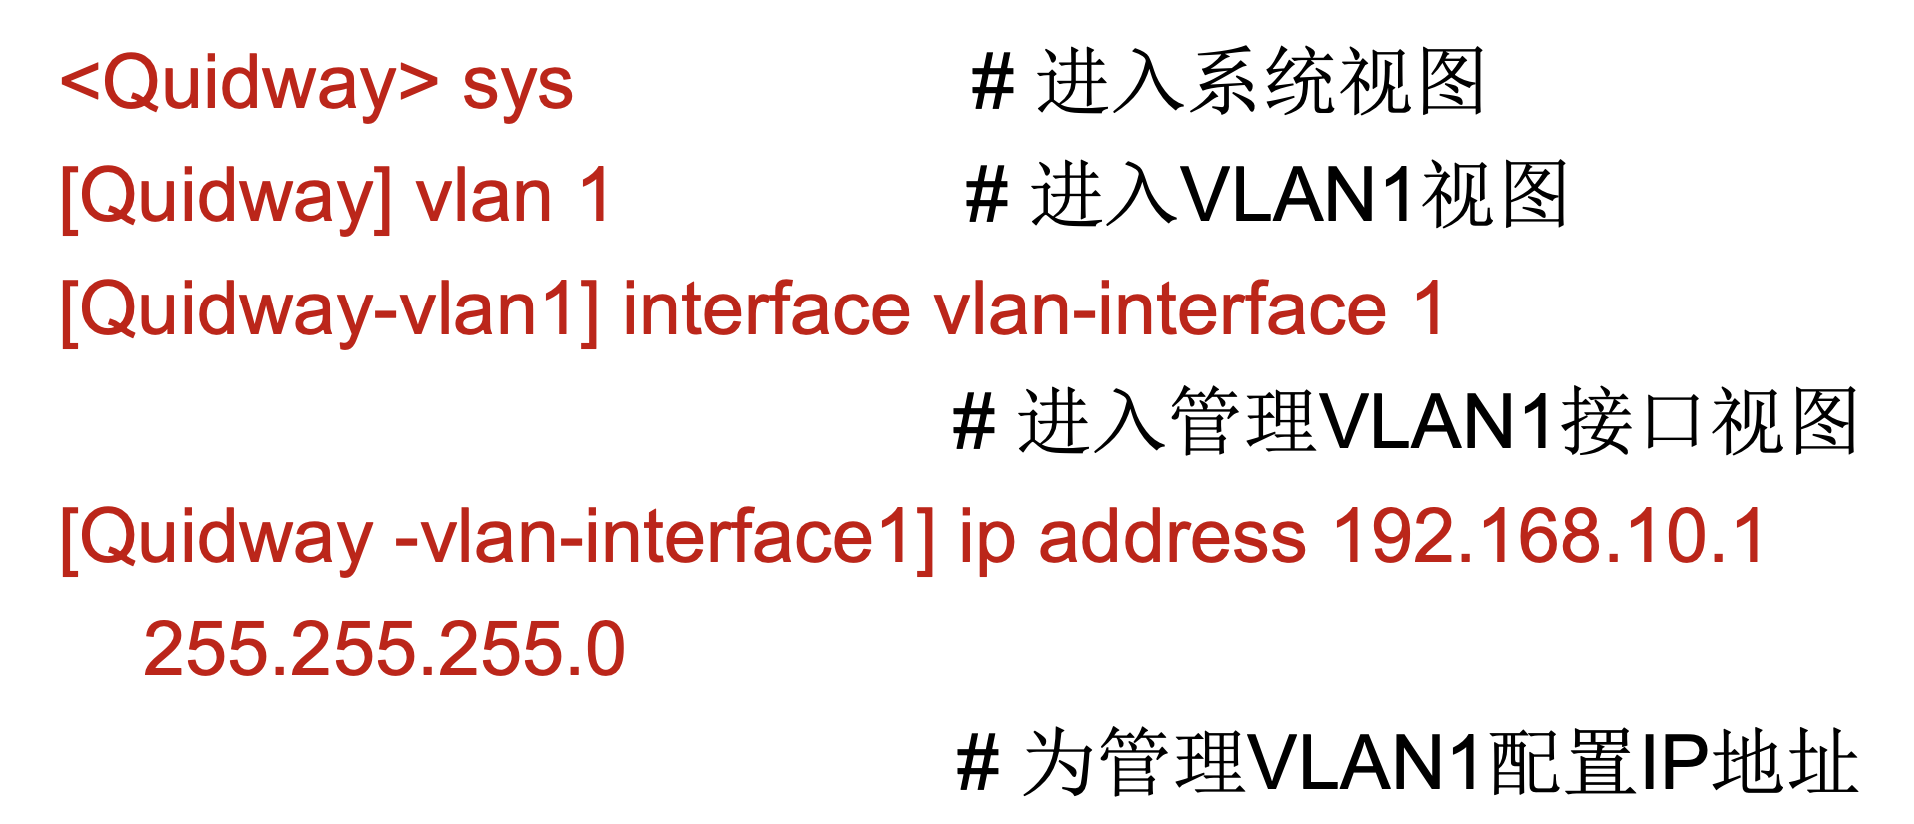 <Quidway> sys # 进入系统视图
[Quidway] vlan 1 # 进入VLAN1视图
[Quidway-vlan1] interface vlan-interface 1
# 进入管理VLAN1接口视图
[Quidway -vlan-interface1] ip address 192.168.10.1
255.255.255.0
# 为管理VLAN1配置IP地址